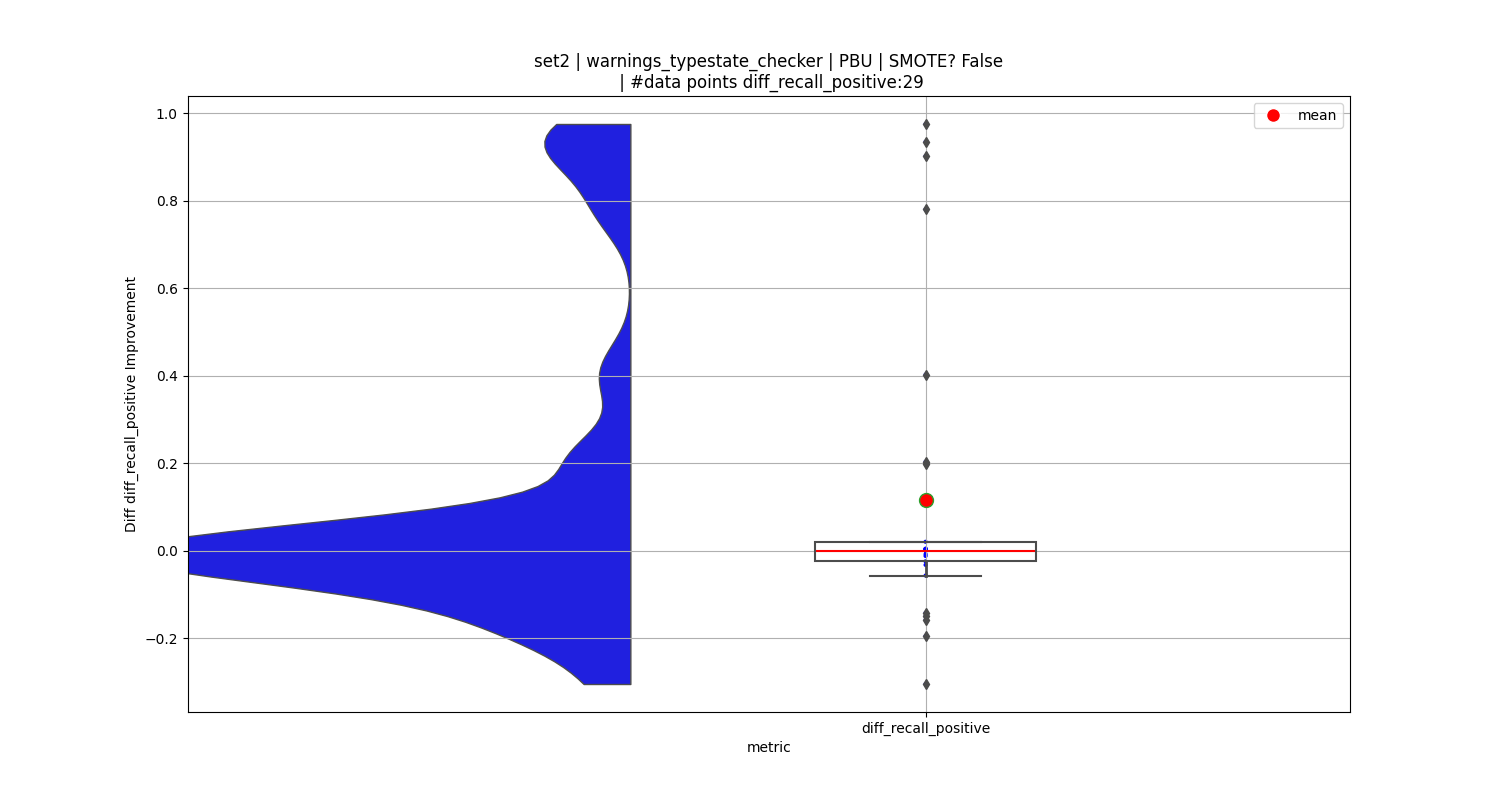 set2 | warnings_typestate_checker | PBU | SMOTE? False
| #data points diff_recall_positive:29
mean
1.0
0.8
0.6
0.4
0.2
0.0
−0.2
Diff diff_recall_positive Improvement
diff_recall_positive
metric